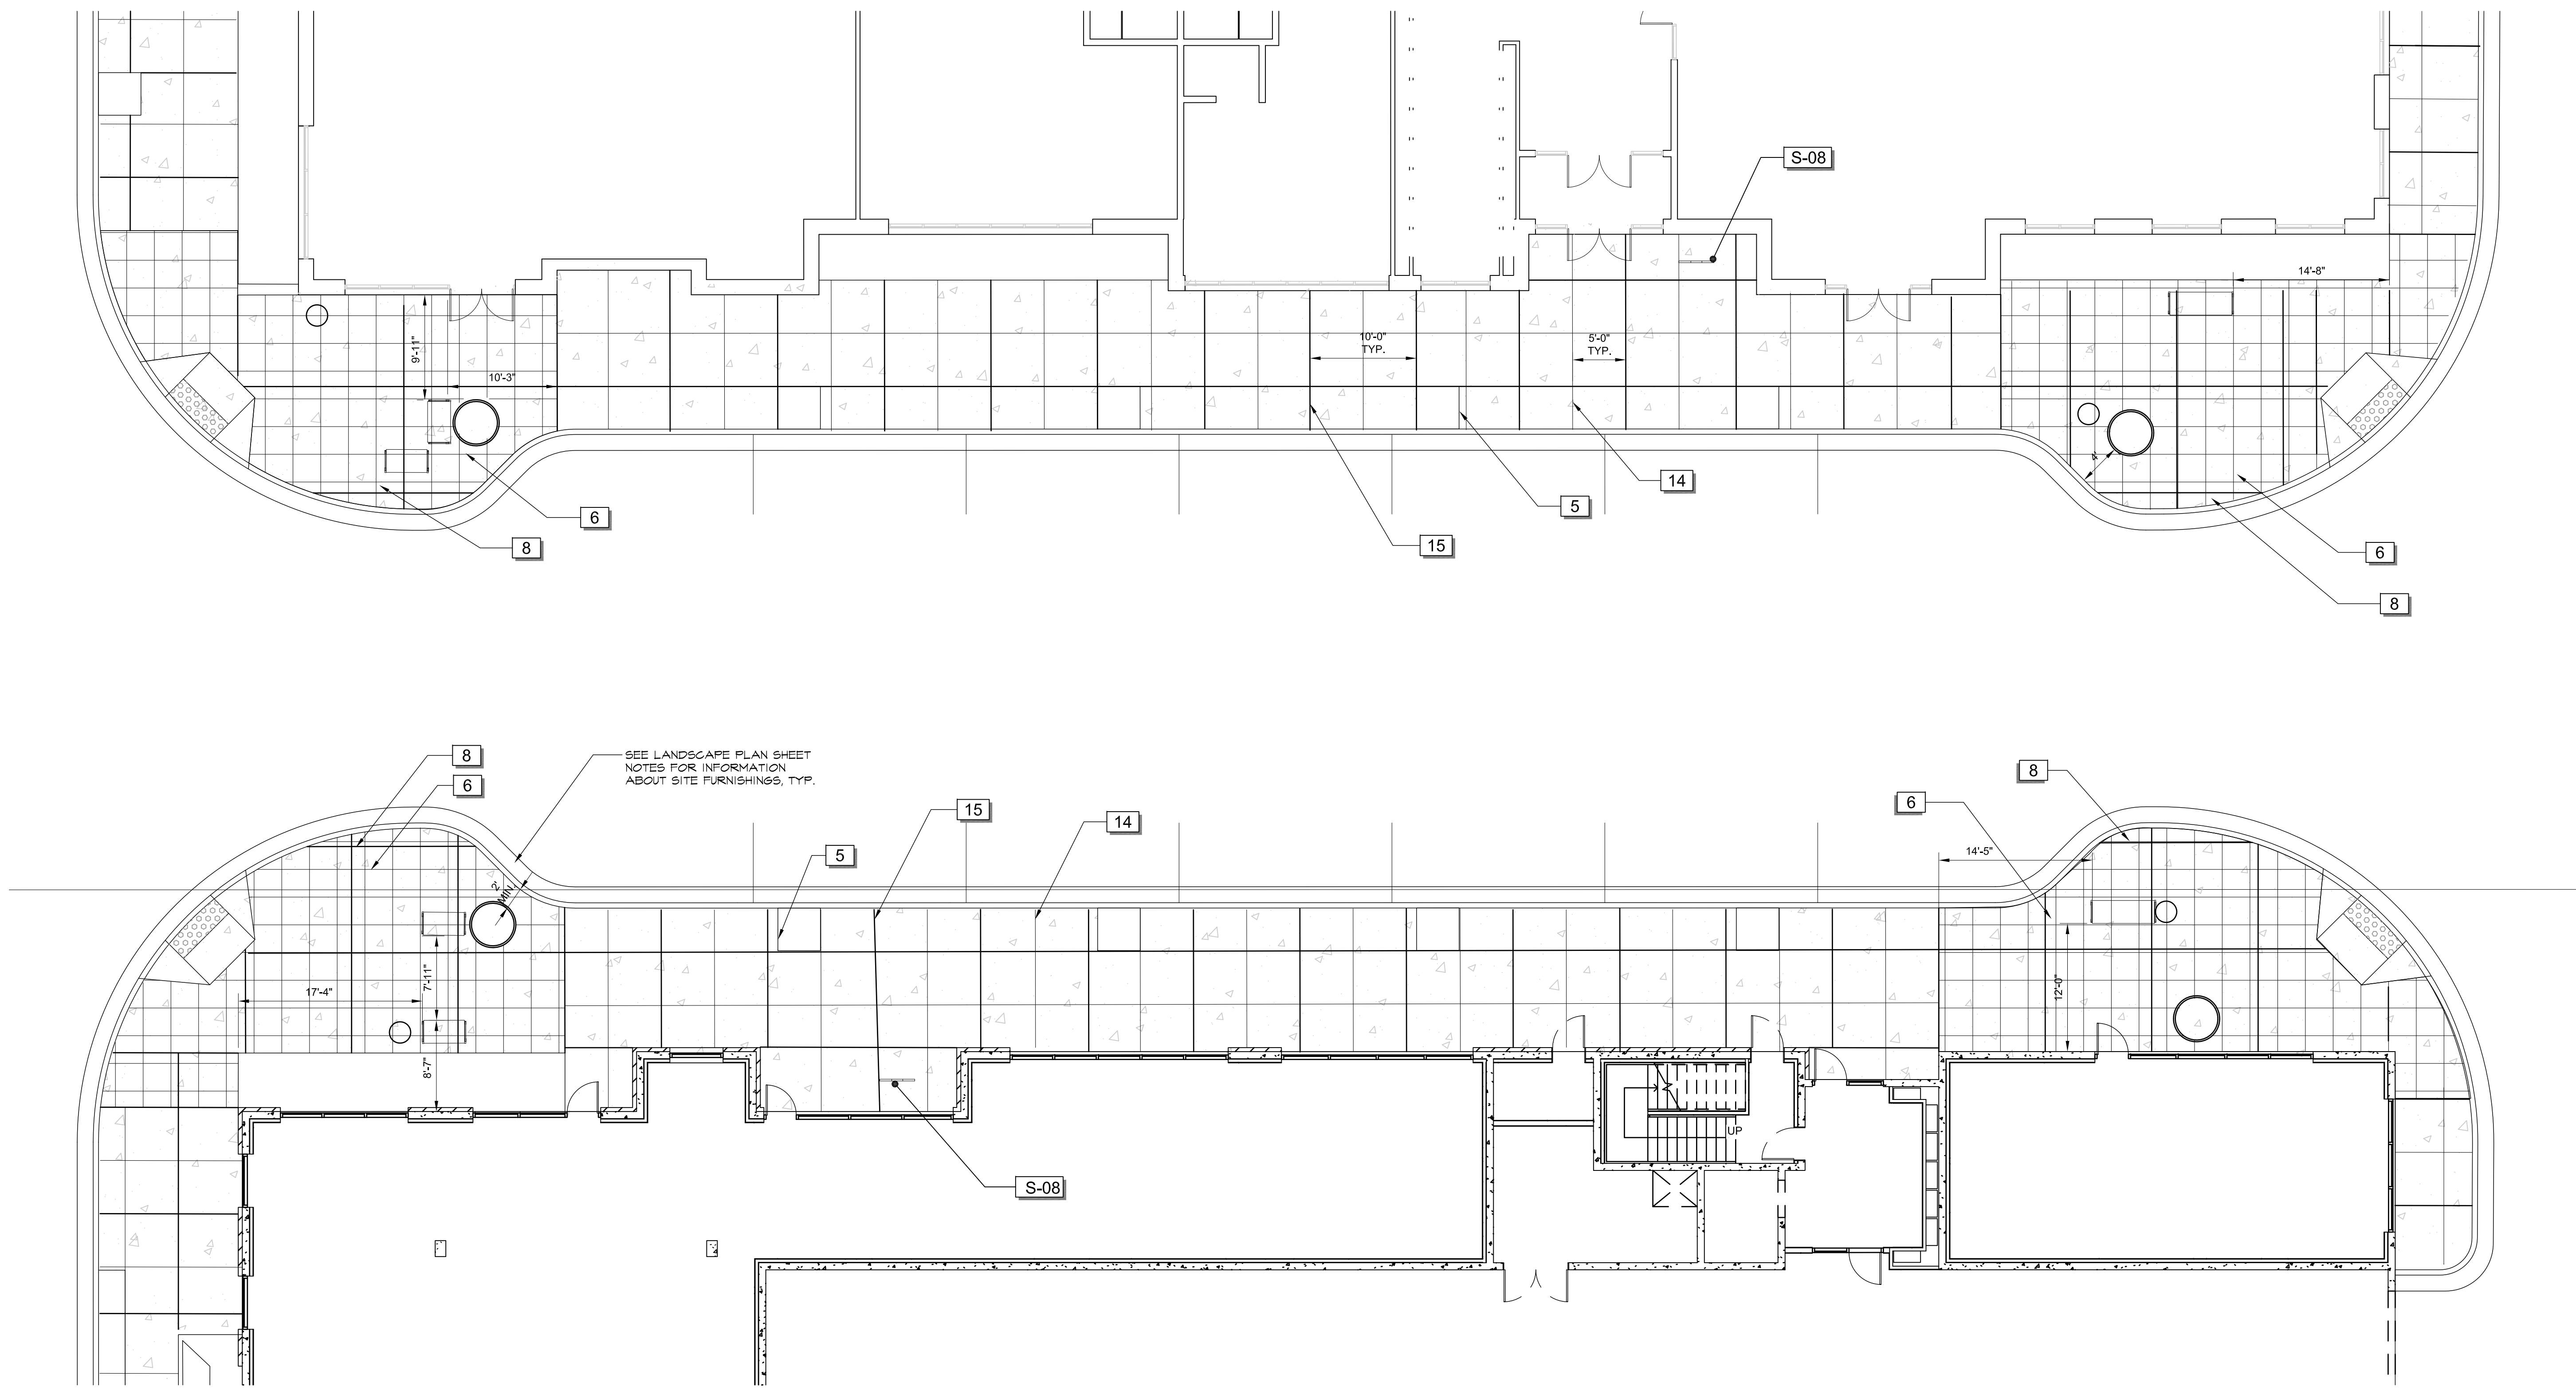 S-08
14'-8"
9'-11"
10'-3"
10'-0"
TYP.
5'-0"
TYP.
4'
14
5
6
15
8
6
8
8
6
SEE LANDSCAPE PLAN SHEET
NOTES FOR INFORMATION
ABOUT SITE FURNISHINGS, TYP.
15
14
5
8
6
14'-5"
2'
MIN.
7'-11"
17'-4"
8'-7"
12'-0"
UP
S-08